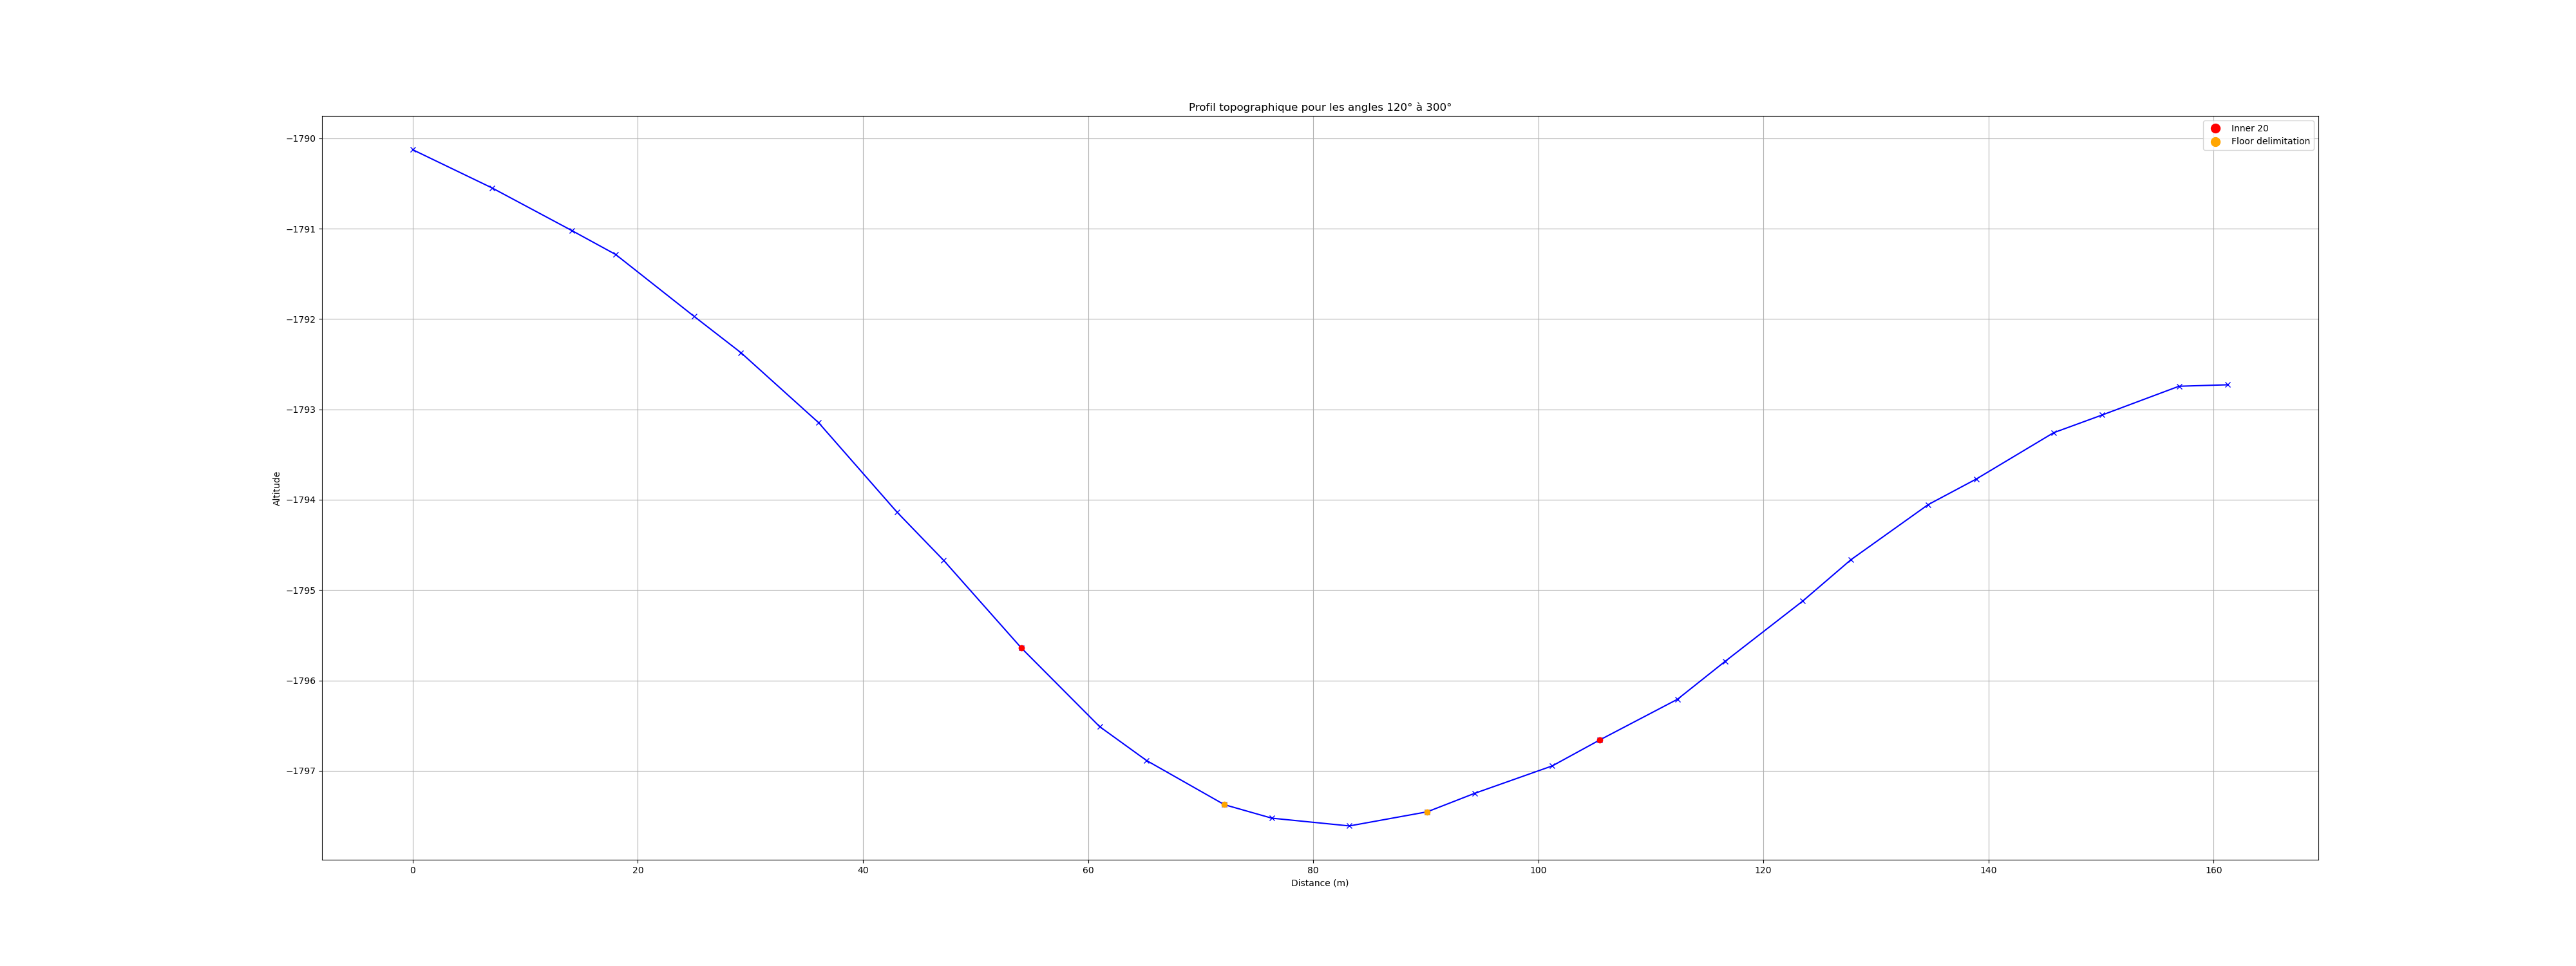 Profil topographique pour les angles 120° à 300°
Inner 20
Floor delimitation
−1790
−1791
−1792
−1793
−1794
−1795
−1796
−1797
Altitude
0 20 40 60 80 100 120 140 160
Distance (m)